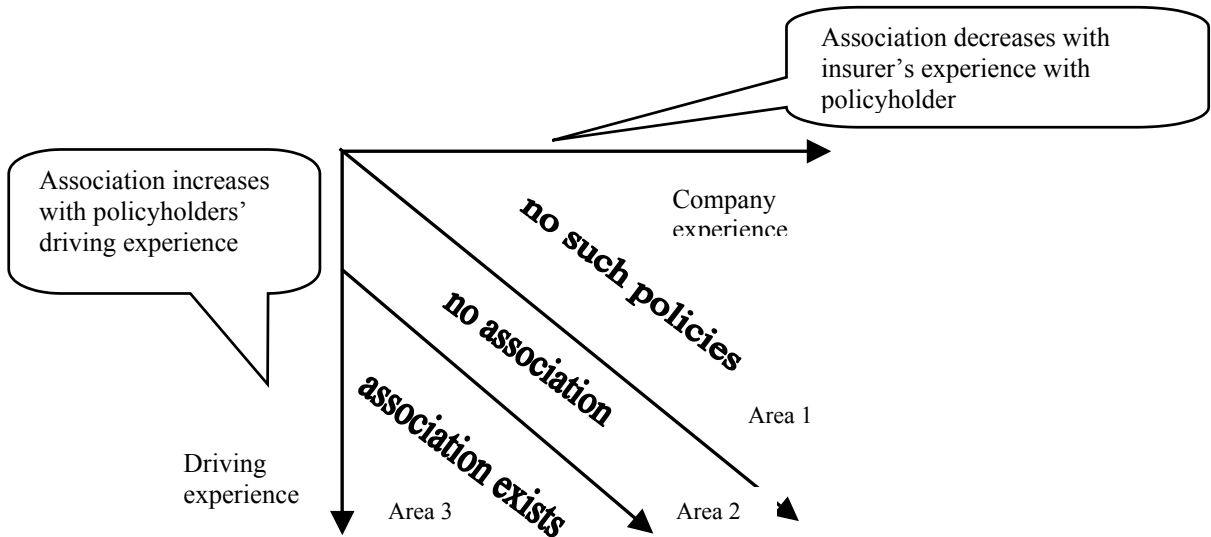 Association decreases with
insurer's experience with
policyholder
Association increases
with policyholders'
driving experience
Company
experience
no such policies
no association
association exists
Area 1
Driving
experience
Area 3
Area 2